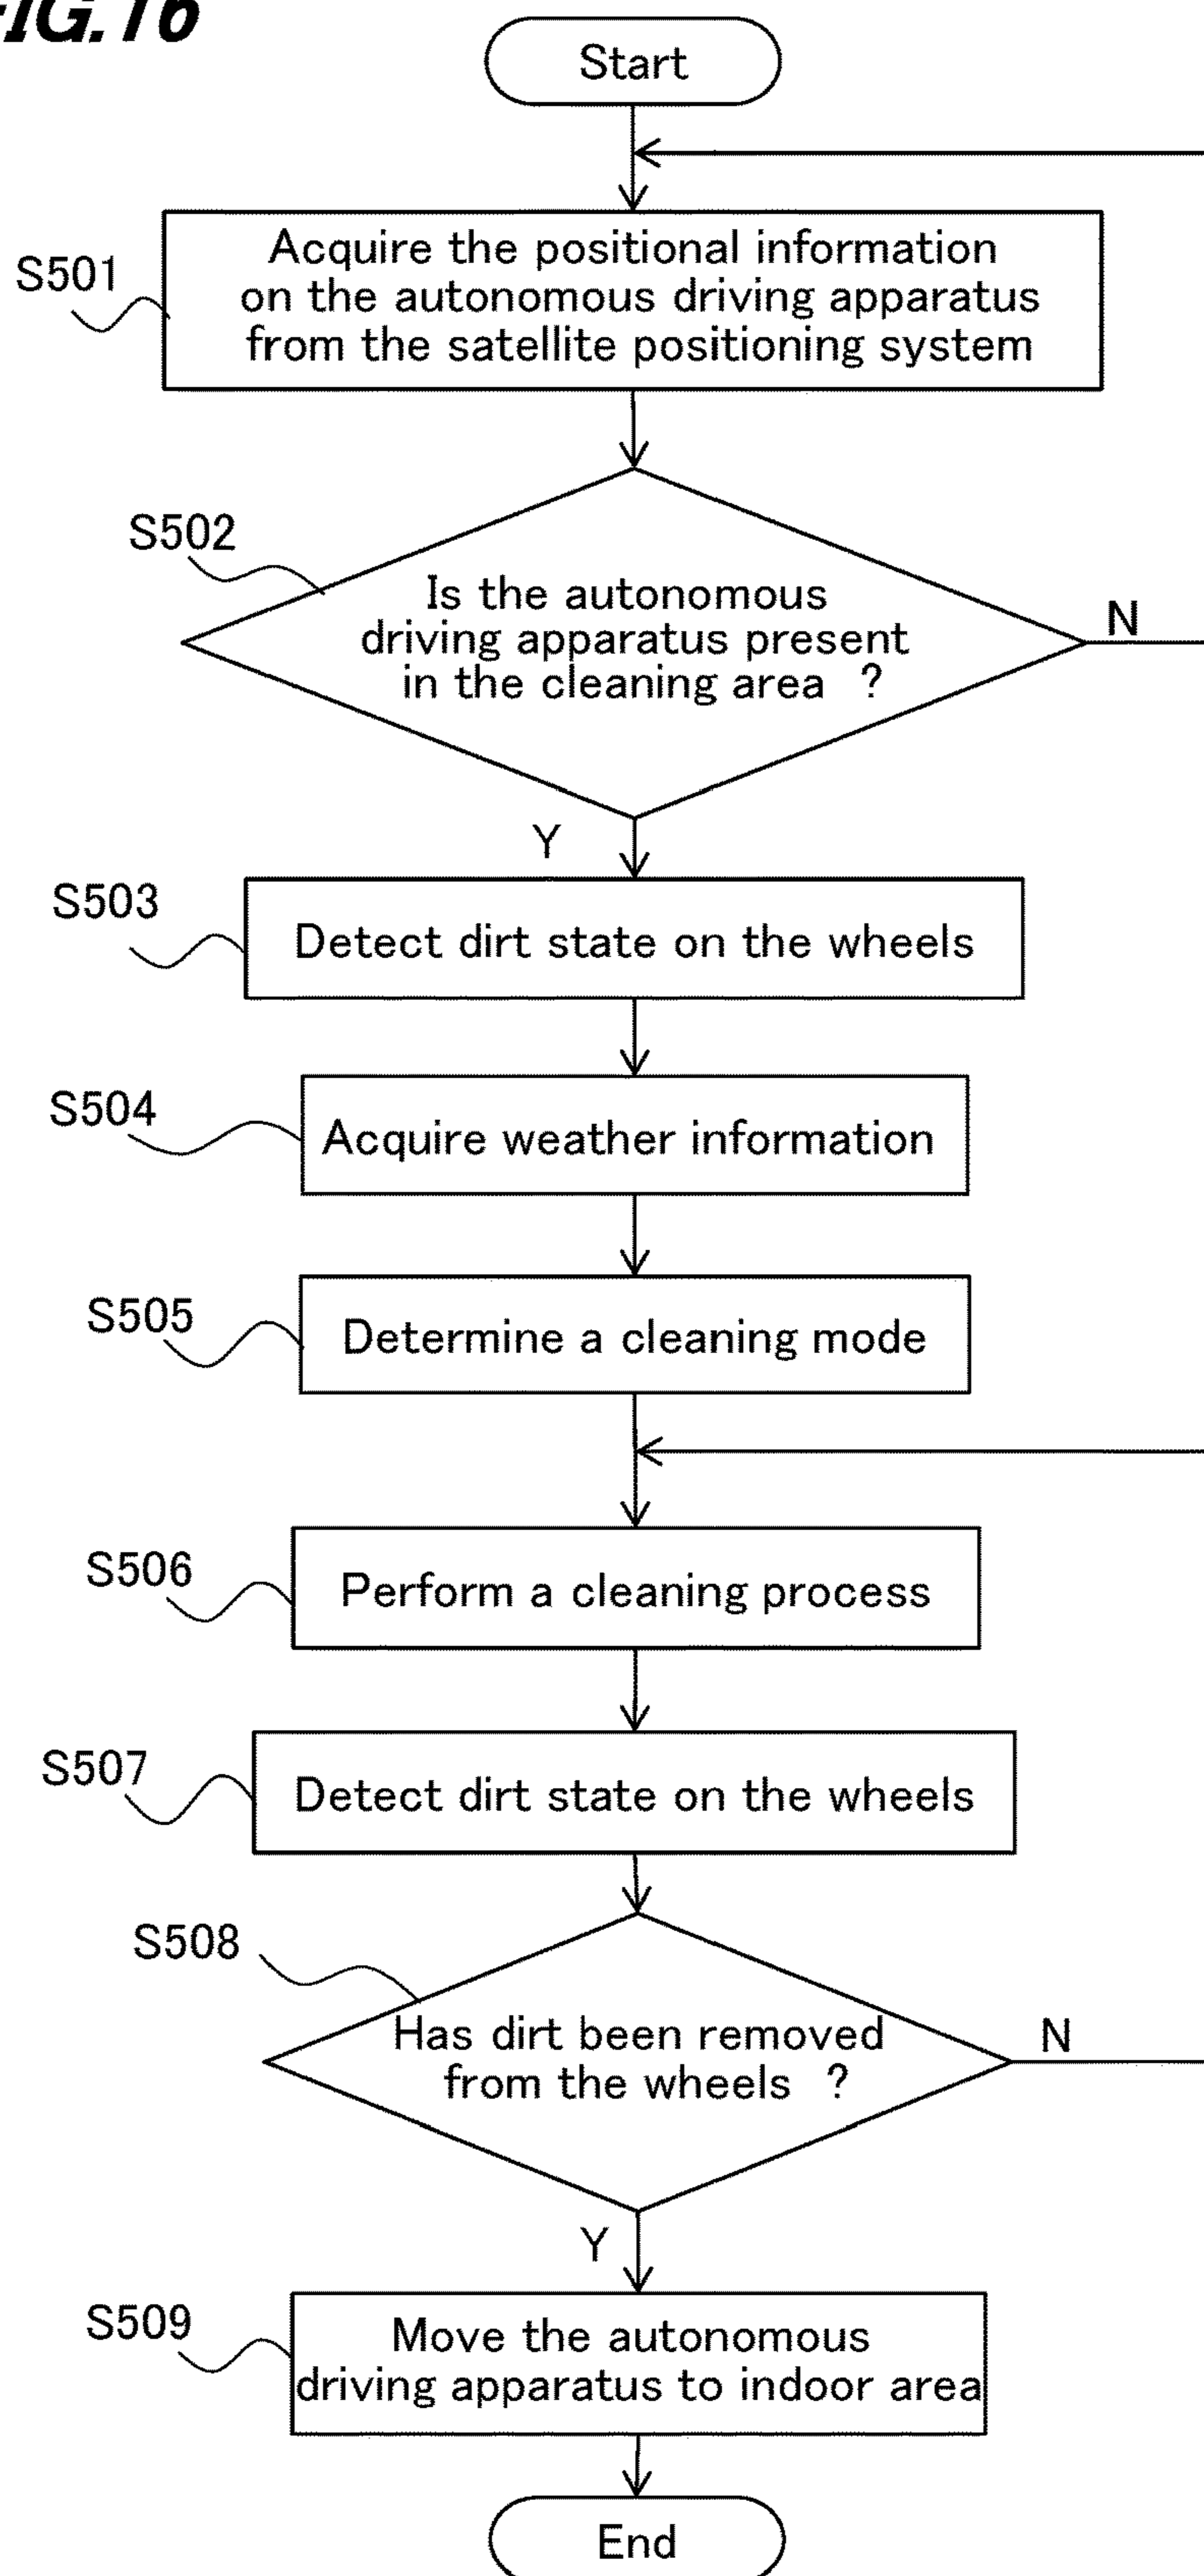 FIG.16
Start
S501
Acquire the positional information
on the autonomous driving apparatus
from the satellite positioning system
S502
Is the autonomous
driving apparatus present
in the cleaning area ?
N
Y
S503
Detect dirt state on the wheels
S504
Acquire weather information
S505
Determine a cleaning mode
S506
Perform a cleaning process
S507
Detect dirt state on the wheels
S508
Has dirt been removed
from the wheels ?
N
Y
S509
Move the autonomous
driving apparatus to indoor area
End